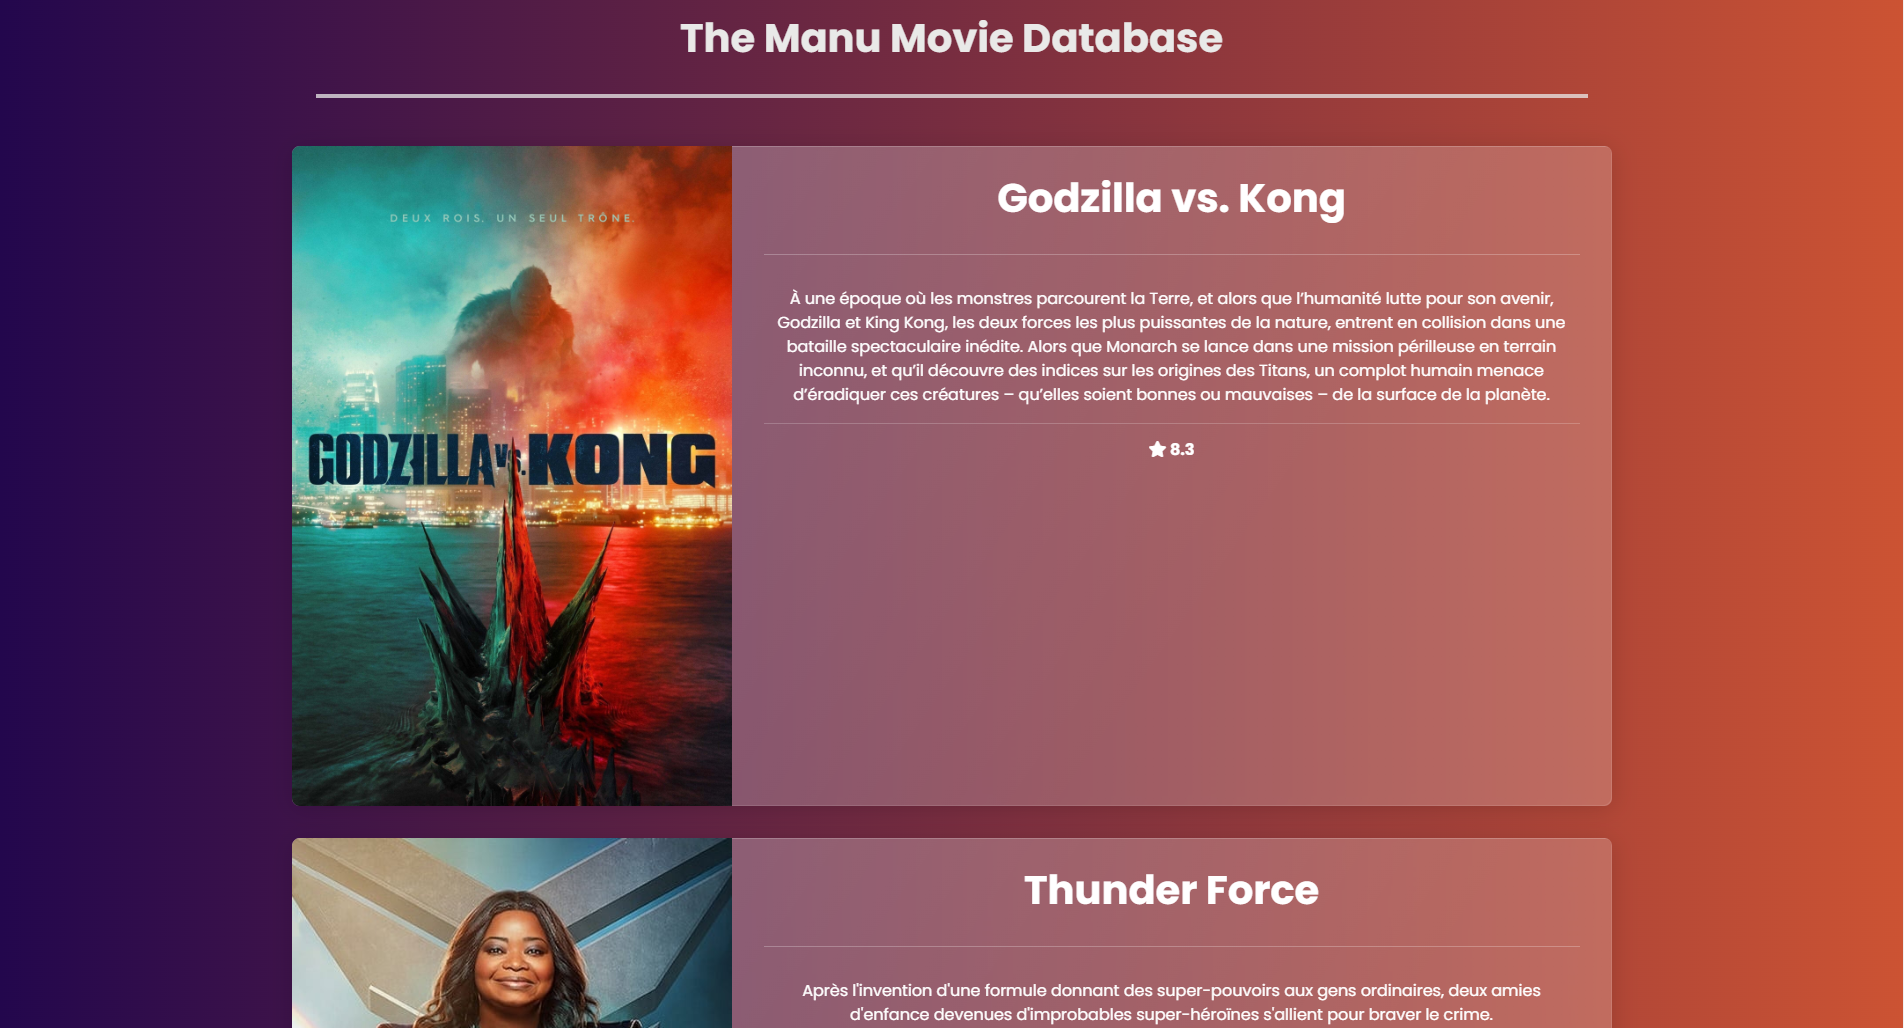 The Manu Movie Database
DEUX ROIS. UN SEUL TRÔNE.
GODZILLA VS. KONG
Godzilla vs. Kong
À une époque où les monstres parcourent la Terre, et alors que l’humanité lutte pour son avenir,
Godzilla et King Kong, les deux forces les plus puissantes de la nature, entrent en collision dans une
bataille spectaculaire inédite. Alors que Monarch se lance dans une mission périlleuse en terrain
inconnu, et qu’il découvre des indices sur les origines des Titans, un complot humain menace
d’éradiquer ces créatures – qu’elles soient bonnes ou mauvaises – de la surface de la planète.
8.3
Thunder Force
Après l'invention d'une formule donnant des super-pouvoirs aux gens ordinaires, deux amies
d'enfance devenues d'improbables super-héroïnes s'allient pour braver le crime.